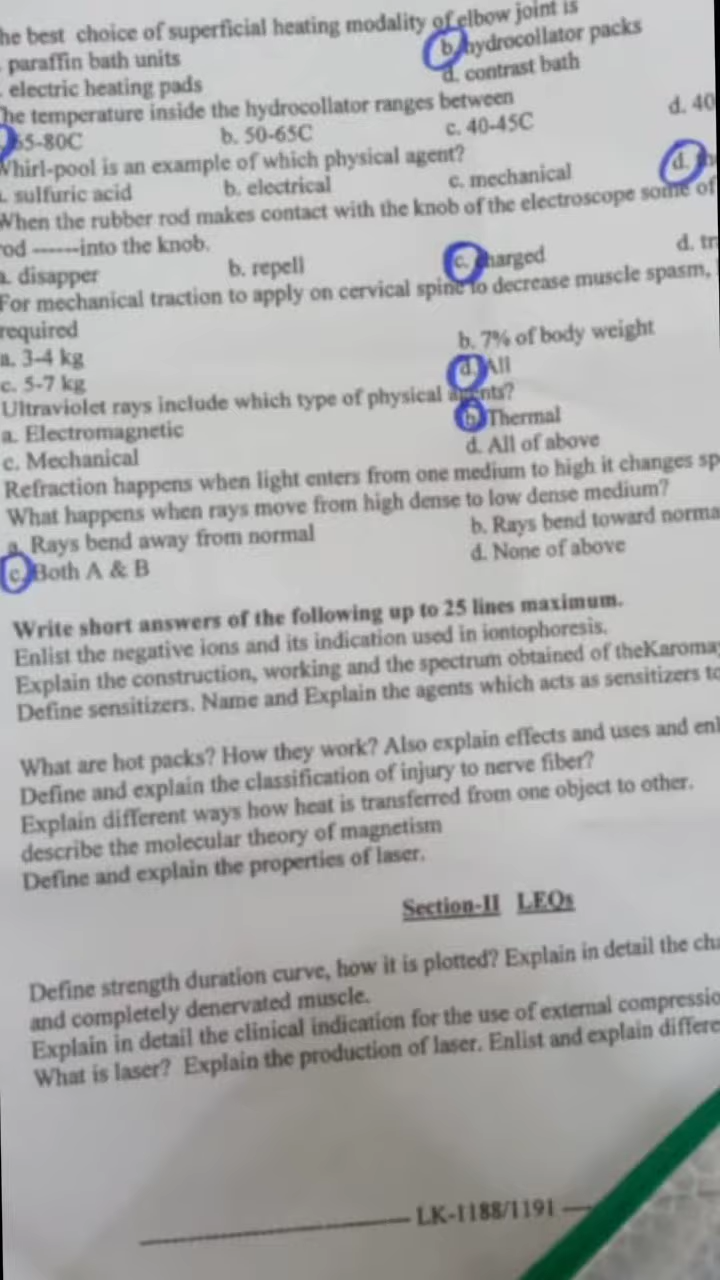 he best choice of superficial heating modality of elbow joint is
paraffin bath units b. hydrocollator packs
electric heating pads d. contrast bath
he temperature inside the hydrocollator ranges between
65-80C b. 50-65C c. 40-45C d. 40
Whirl-pool is an example of which physical agent?
sulfuric acid b. electrical c. mechanical d. th
When the rubber rod makes contact with the knob of the electroscope some of
rod ------into the knob.
a. disapper b. repell c. charged d. tr
For mechanical traction to apply on cervical spine to decrease muscle spasm,
required
a. 3-4 kg b. 7% of body weight
c. 5-7 kg d. All
Ultraviolet rays include which type of physical agents?
a. Electromagnetic b. Thermal
c. Mechanical d. All of above
Refraction happens when light enters from one medium to high it changes sp
What happens when rays move from high dense to low dense medium?
a. Rays bend away from normal b. Rays bend toward norma
c. Both A & B d. None of above
Write short answers of the following up to 25 lines maximum.
Enlist the negative ions and its indication used in iontophoresis.
Explain the construction, working and the spectrum obtained of theKaromay
Define sensitizers. Name and Explain the agents which acts as sensitizers to
What are hot packs? How they work? Also explain effects and uses and enl
Define and explain the classification of injury to nerve fiber?
Explain different ways how heat is transferred from one object to other.
describe the molecular theory of magnetism
Define and explain the properties of laser.
Section-II LEQs
Define strength duration curve, how it is plotted? Explain in detail the cha
and completely denervated muscle.
Explain in detail the clinical indication for the use of external compressio
What is laser? Explain the production of laser. Enlist and explain differe
LK-1188/1191